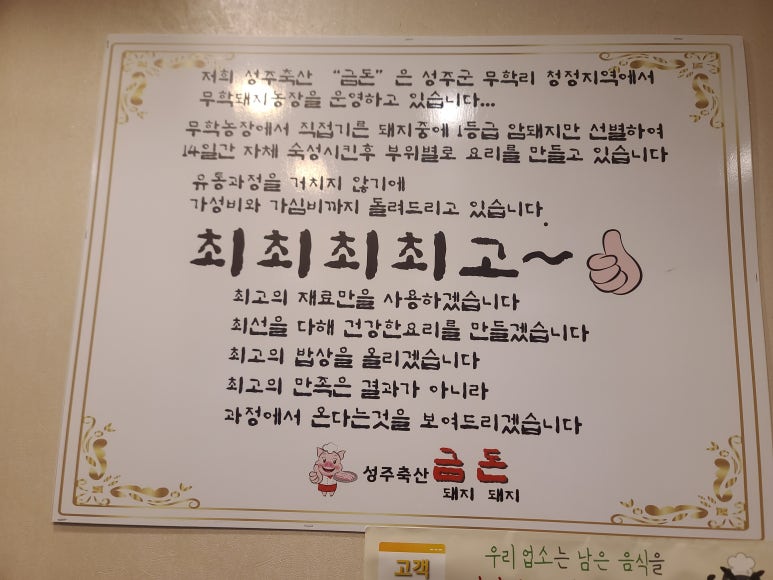 저희 성주축산 “금돈” 은 성주군 무학리 청정지역에서
무학돼지농장을 운영하고 있습니다...
무학농장에서 직접기른 돼지중에 1등급 암돼지만 선별하여
14일간 자체 숙성시킨후 부위별로 요리를 만들고 있습니다
유통과정을 거치지 않기에
가성비와 가심비까지 돌려드리고 있습니다.
최최최최고~
최고의 재료만을 사용하겠습니다
최선을 다해 건강한요리를 만들겠습니다
최고의 밥상을 올리겠습니다
최고의 만족은 결과가 아니라
과정에서 온다는것을 보여드리겠습니다
성주축산 금돈
돼지 돼지
고객
우리 업소는 남은 음식을